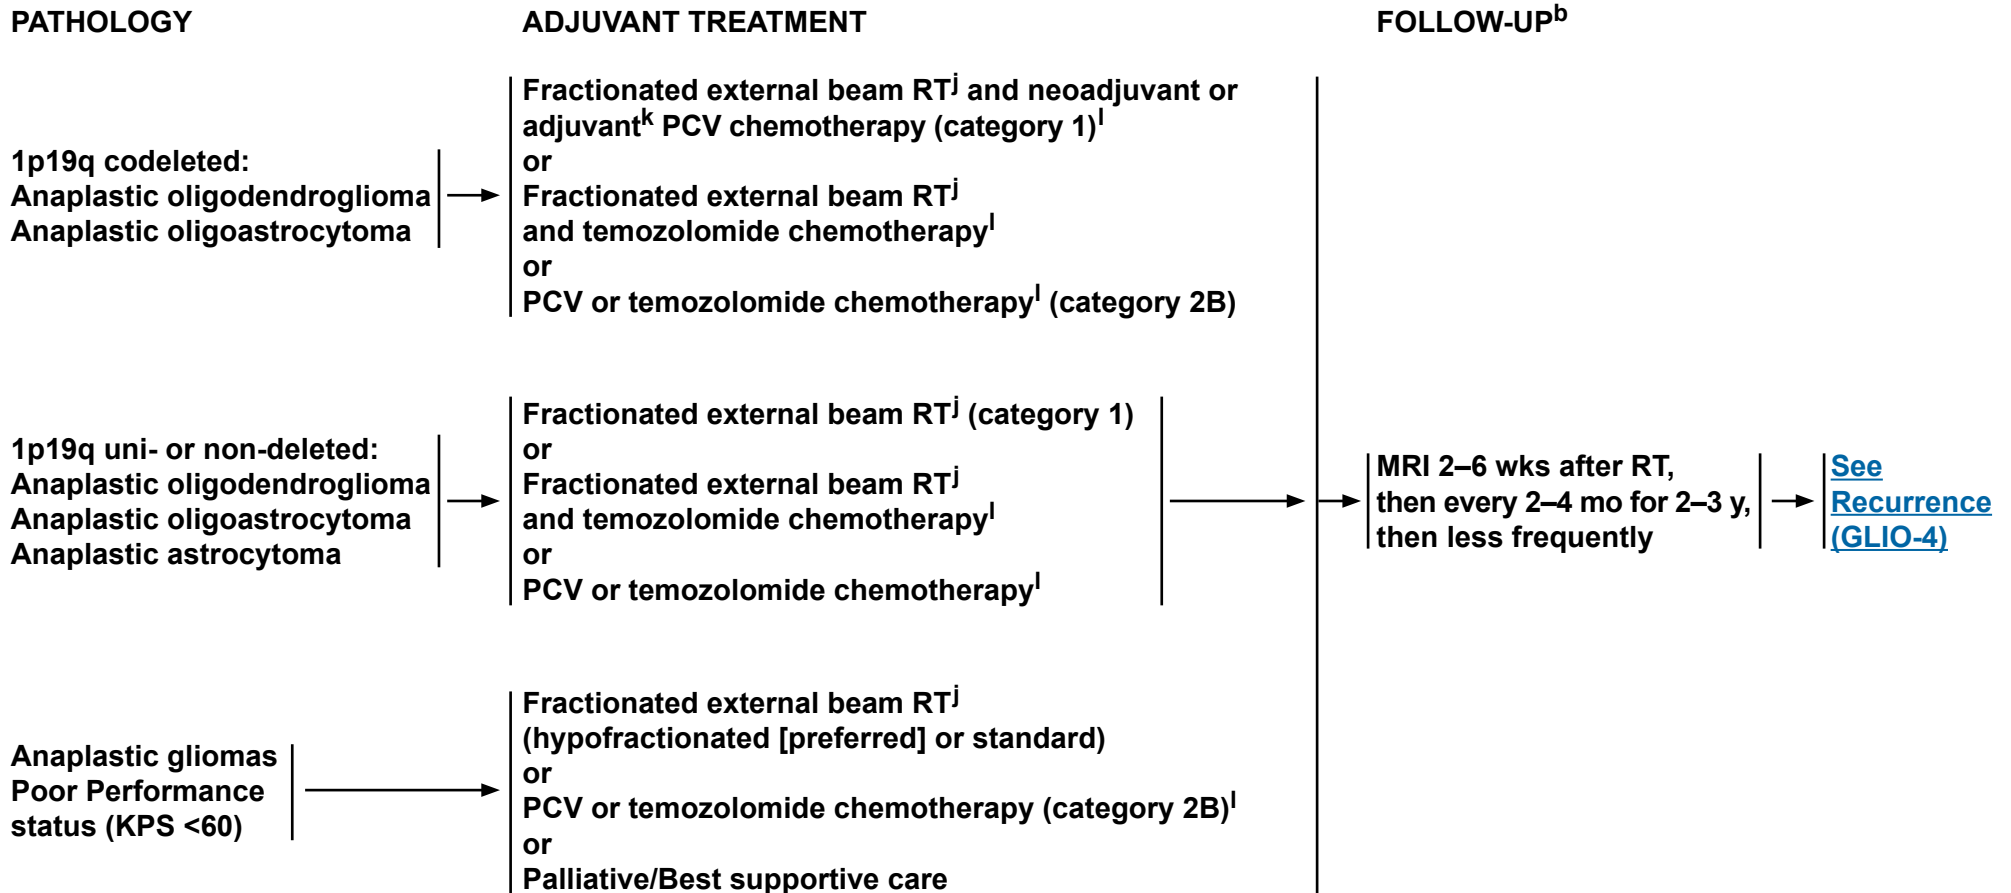 PATHOLOGY
ADJUVANT TREATMENT
FOLLOW-UPb
1p19q codeleted:
Anaplastic oligodendroglioma
Anaplastic oligoastrocytoma
Fractionated external beam RTj and neoadjuvant or
adjuvantk PCV chemotherapy (category 1)l
or
Fractionated external beam RTj
and temozolomide chemotherapyl
or
PCV or temozolomide chemotherapyl (category 2B)
1p19q uni- or non-deleted:
Anaplastic oligodendroglioma
Anaplastic oligoastrocytoma
Anaplastic astrocytoma
Fractionated external beam RTj (category 1)
or
Fractionated external beam RTj
and temozolomide chemotherapyl
or
PCV or temozolomide chemotherapyl
Anaplastic gliomas
Poor Performance
status (KPS <60)
Fractionated external beam RTj
(hypofractionated [preferred] or standard)
or
PCV or temozolomide chemotherapy (category 2B)l
or
Palliative/Best supportive care
MRI 2–6 wks after RT,
then every 2–4 mo for 2–3 y,
then less frequently
See
Recurrence
(GLIO-4)